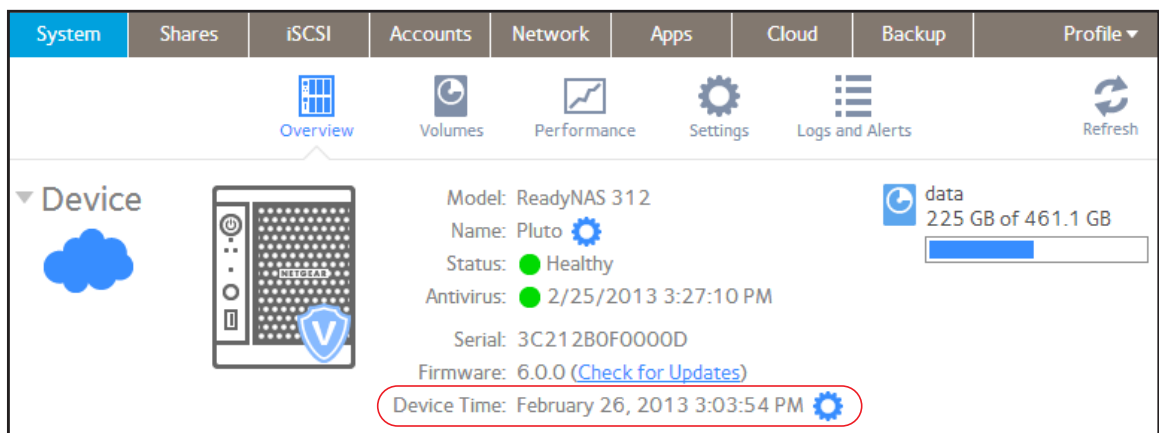 System Shares iSCSI Accounts Network Apps Cloud Backup Profile ▾
Overview Volumes Performance Settings Logs and Alerts Refresh
Device
NETGEAR
V
Model: ReadyNAS 312
Name: Pluto
Status: Healthy
Antivirus: 2/25/2013 3:27:10 PM
Serial: 3C212B0F0000D
Firmware: 6.0.0 (Check for Updates)
Device Time: February 26, 2013 3:03:54 PM
data
225 GB of 461.1 GB